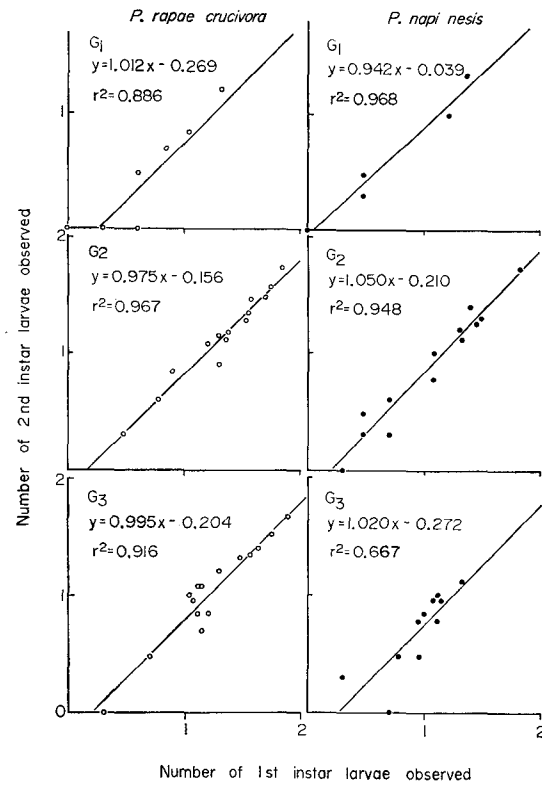 P. rapae crucivora
P. napi nesis
G1
y=1.012x - 0.269
r2=0.886
G1
y=0.942x - 0.039
r2=0.968
1
2
G2
y=0.975x - 0.156
r2=0.967
G2
y=1.050x - 0.210
r2=0.948
1
2
G3
y=0.995x - 0.204
r2=0.916
G3
y=1.020x - 0.272
r2=0.667
1
0
1
2
1
2
Number of 2nd instar larvae observed
Number of 1st instar larvae observed